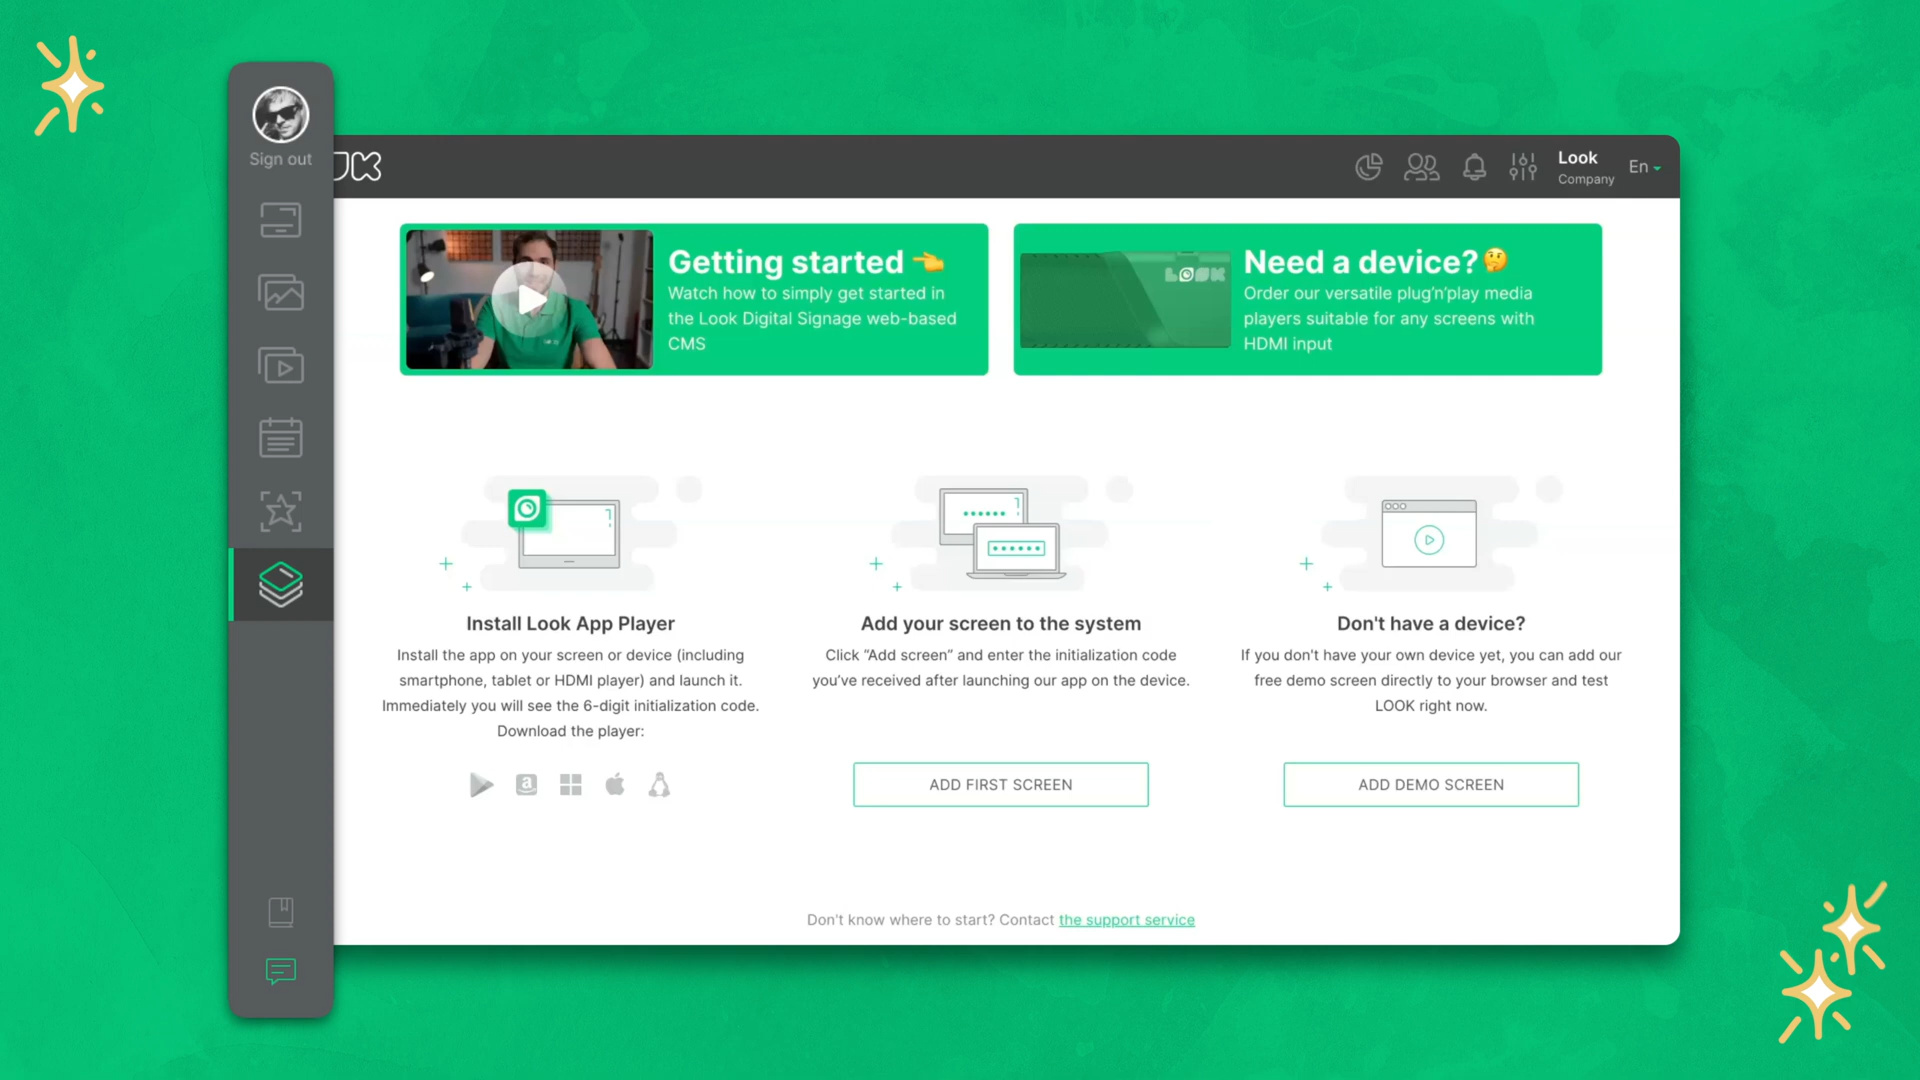 Sign out
Look
Company
En
Getting started
Watch how to simply get started in
the Look Digital Signage web-based
CMS
LOOK
Need a device?
Order our versatile plug'n'play media
players suitable for any screens with
HDMI input
Install Look App Player
Install the app on your screen or device (including
smartphone, tablet or HDMI player) and launch it.
Immediately you will see the 6-digit initialization code.
Download the player:
Add your screen to the system
Click “Add screen” and enter the initialization code
you’ve received after launching our app on the device.
ADD FIRST SCREEN
Don't have a device?
If you don't have your own device yet, you can add our
free demo screen directly to your browser and test
LOOK right now.
ADD DEMO SCREEN
Don't know where to start? Contact the support service